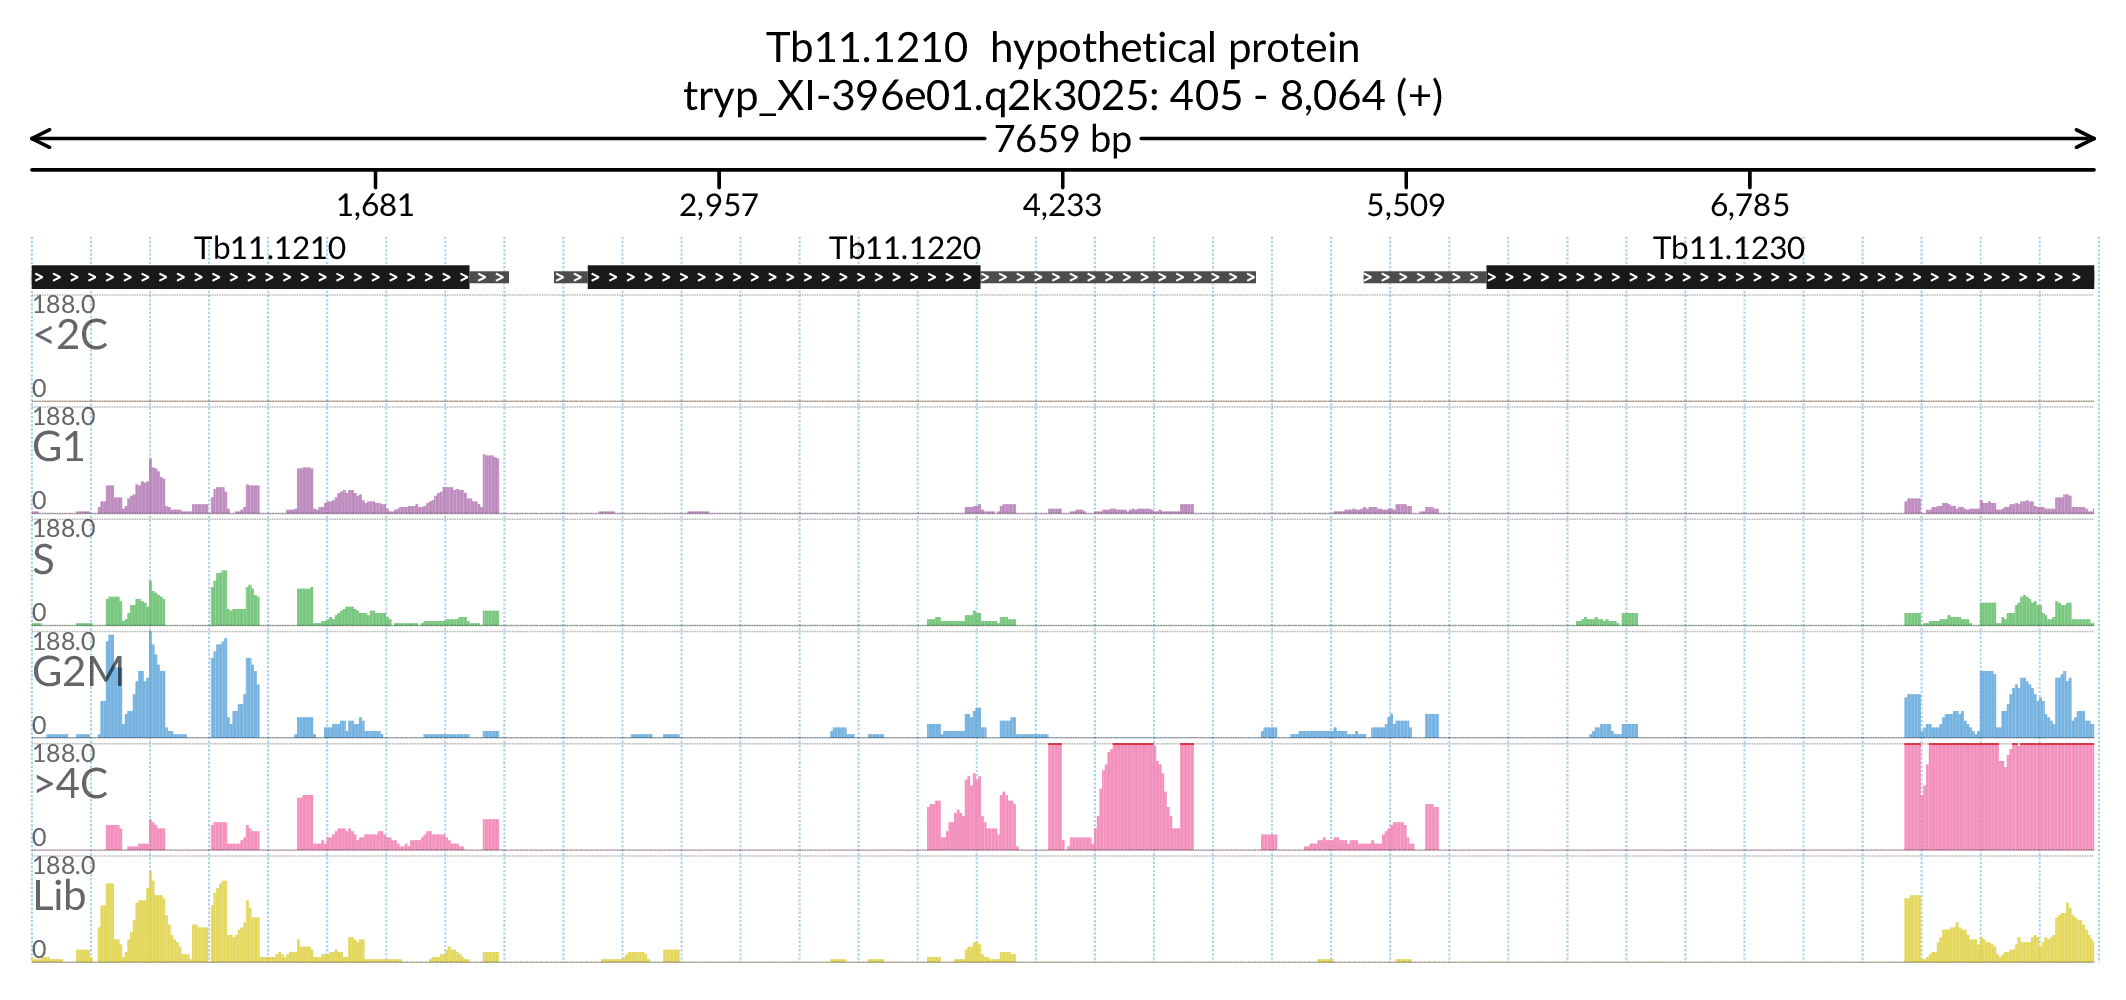 Tb11.1210 hypothetical protein
tryp_XI-396e01.q2k3025: 405 - 8,064 (+)
7659 bp
1,681 2,957 4,233 5,509 6,785
Tb11.1210 Tb11.1220 Tb11.1230
188.0
<2C
0
188.0
G1
0
188.0
S
0
188.0
G2M
0
188.0
>4C
0
188.0
Lib
0